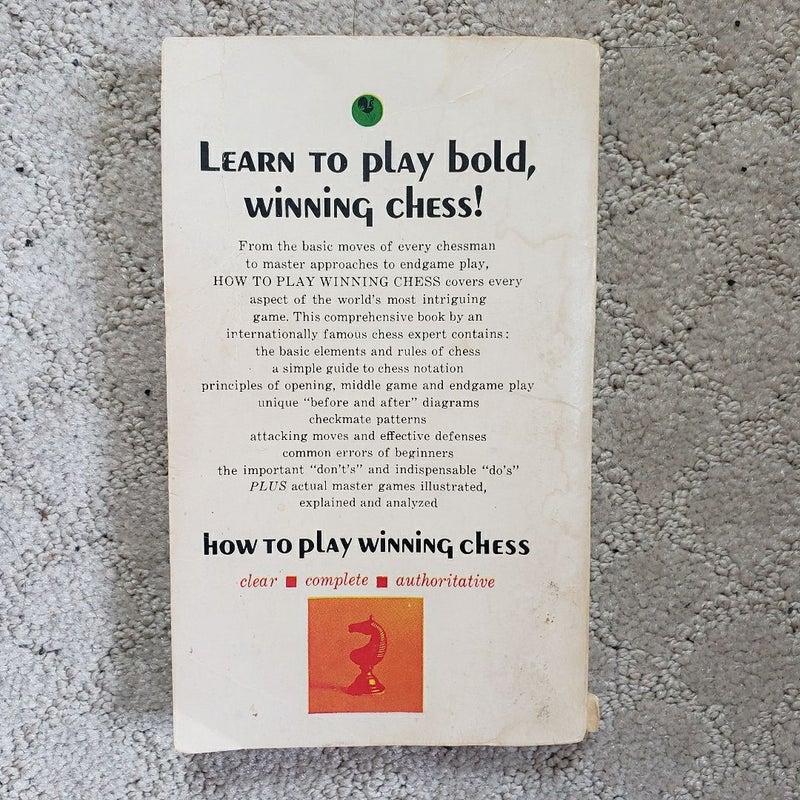 Learn to play bold,
winning chess!
From the basic moves of every chessman
to master approaches to endgame play,
HOW TO PLAY WINNING CHESS covers every
aspect of the world's most intriguing
game. This comprehensive book by an
internationally famous chess expert contains:
the basic elements and rules of chess
a simple guide to chess notation
principles of opening, middle game and endgame play
unique "before and after" diagrams
checkmate patterns
attacking moves and effective defenses
common errors of beginners
the important "don't's" and indispensable "do's"
PLUS actual master games illustrated,
explained and analyzed
how to play winning chess
clear ■ complete ■ authoritative